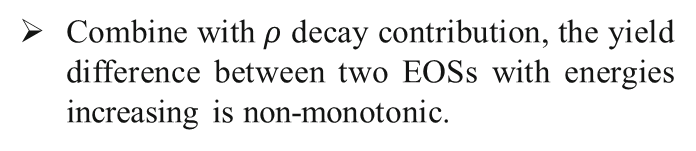 ➢ Combine with ρ decay contribution, the yield
difference between two EOSs with energies
increasing is non-monotonic.